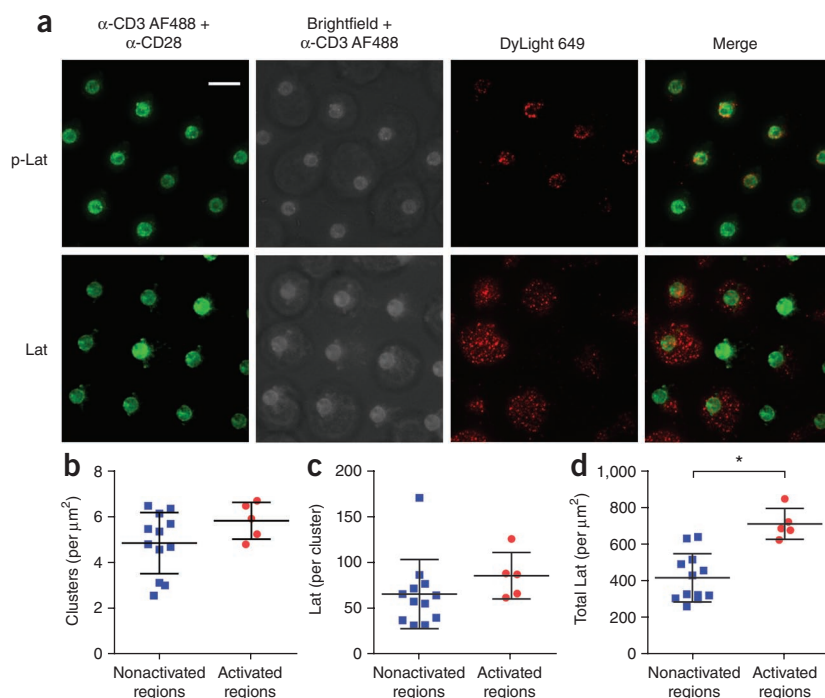 a
α-CD3 AF488 +
α-CD28
Brightfield +
α-CD3 AF488
DyLight 649
Merge
p-Lat
Lat
b
Clusters (per μm²)
8
6
4
2
0
Nonactivated
regions
Activated
regions
c
Lat (per cluster)
200
150
100
50
0
Nonactivated
regions
Activated
regions
d
Total Lat (per μm²)
1,000
800
600
400
200
0
*
Nonactivated
regions
Activated
regions